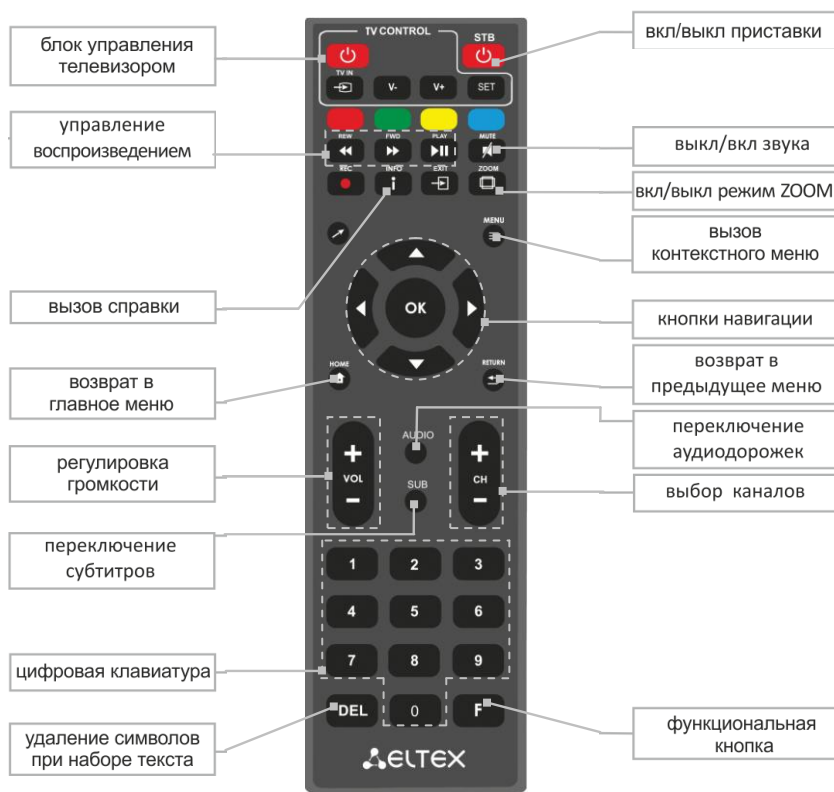 блок управления
телевизором
управление
воспроизведением
вызов справки
возврат в
главное меню
регулировка
громкости
переключение
субтитров
цифровая клавиатура
удаление символов
при наборе текста
TV CONTROL
STB
TV IN
V-
V+
SET
REW
FWD
PLAY
MUTE
REC
INFO
EXIT
ZOOM
i
MENU
OK
HOME
RETURN
+
VOL
−
AUDIO
SUB
+
CH
−
1 2 3
4 5 6
7 8 9
DEL 0 F
ELTEX
вкл/выкл приставки
выкл/вкл звука
вкл/выкл режим ZOOM
вызов
контекстного меню
кнопки навигации
возврат в
предыдущее меню
переключение
аудиодорожек
выбор каналов
функциональная
кнопка